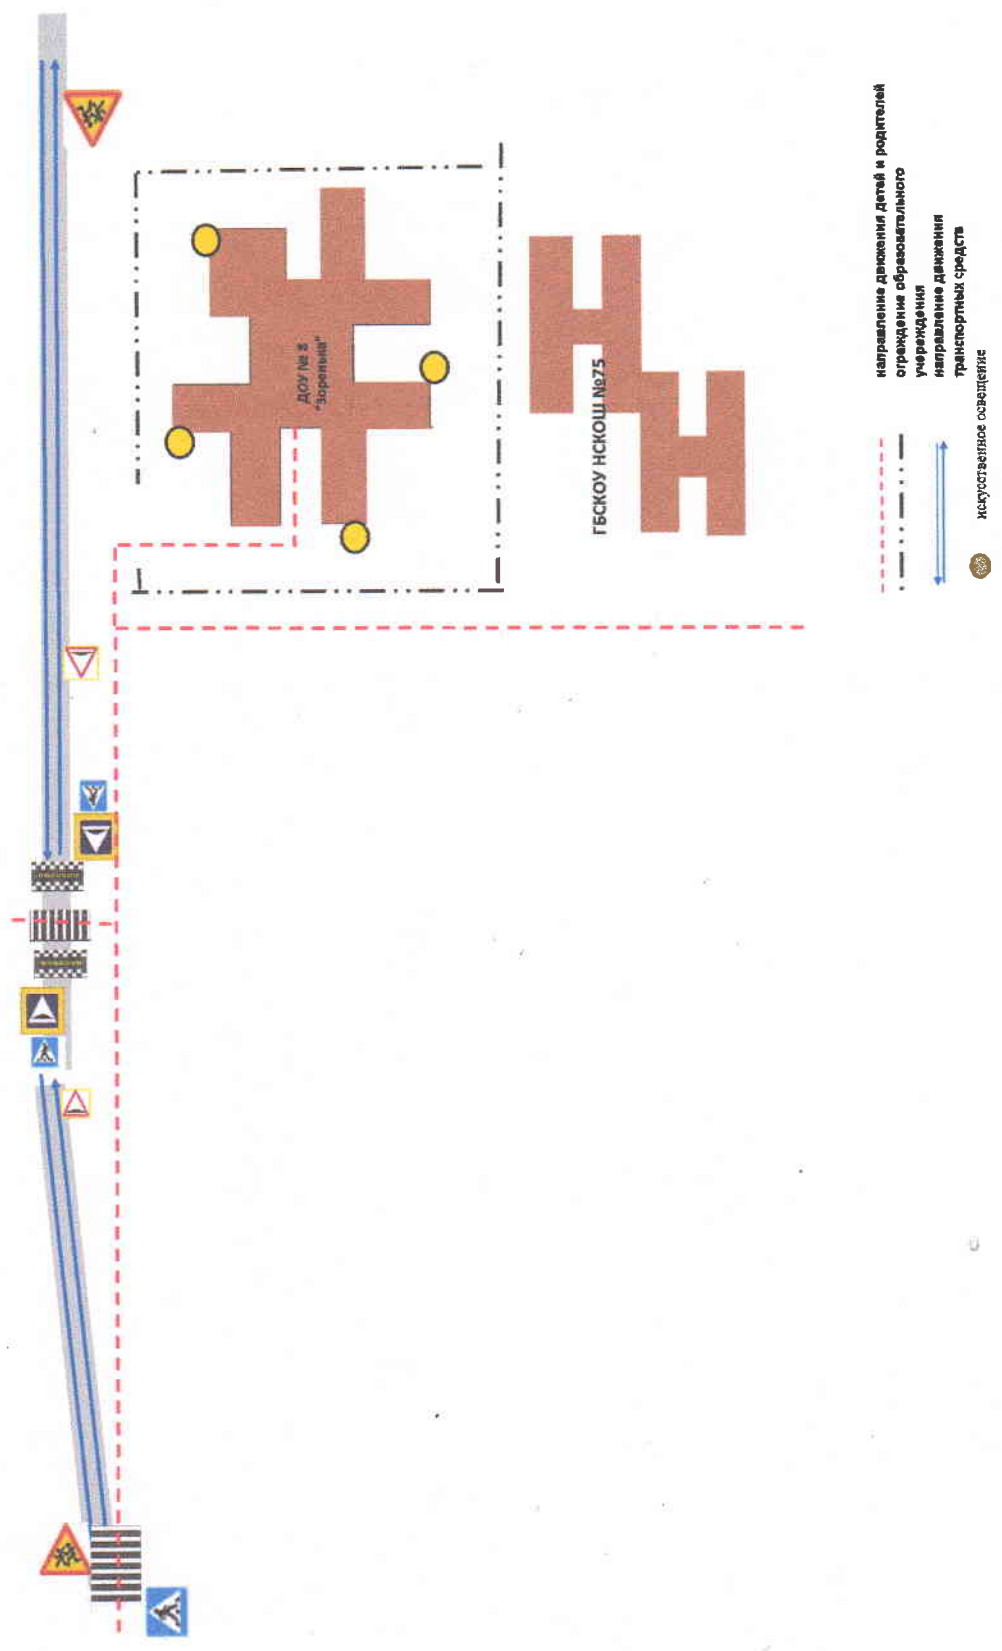 ДОУ № 8
"Зоренька"
ГБСКОУ НСКОШ №75
направление движения детей и родителей
ограждение образовательного
учереждения
направление движения
транспортных средств
искусственное освещение